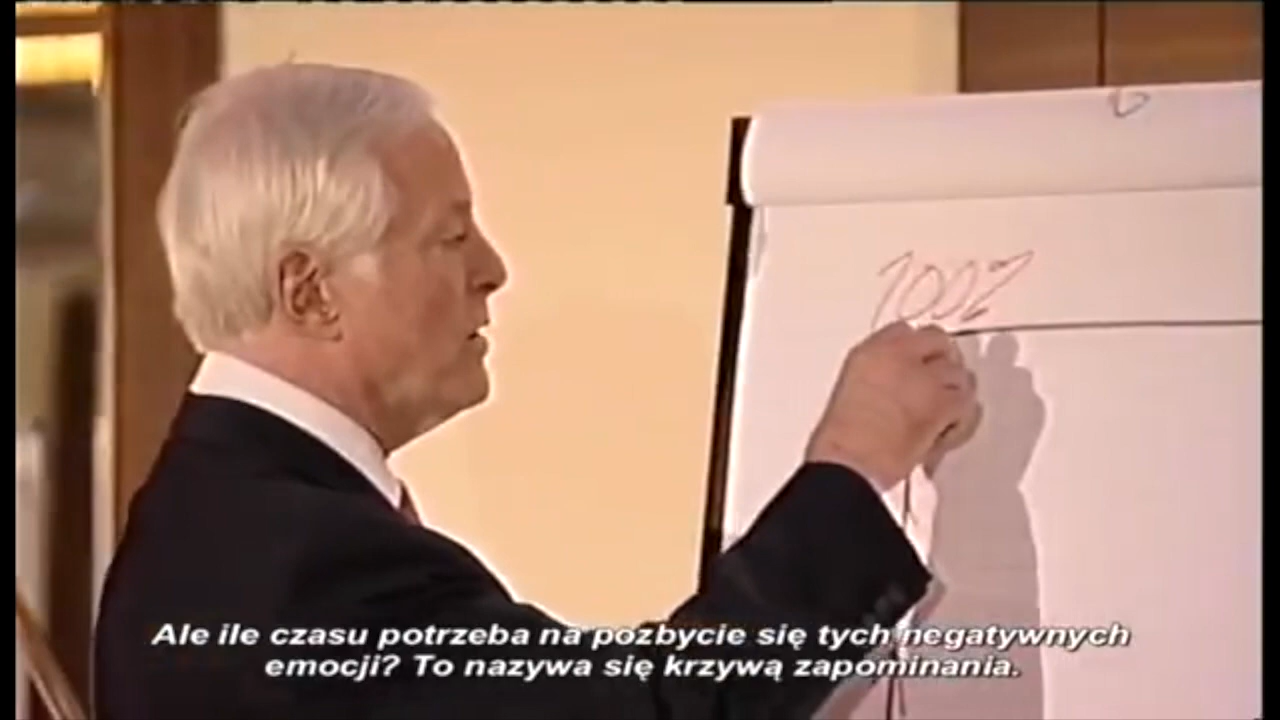 100%
Ale ile czasu potrzeba na pozbycie się tych negatywnych
emocji? To nazywa się krzywą zapominania.